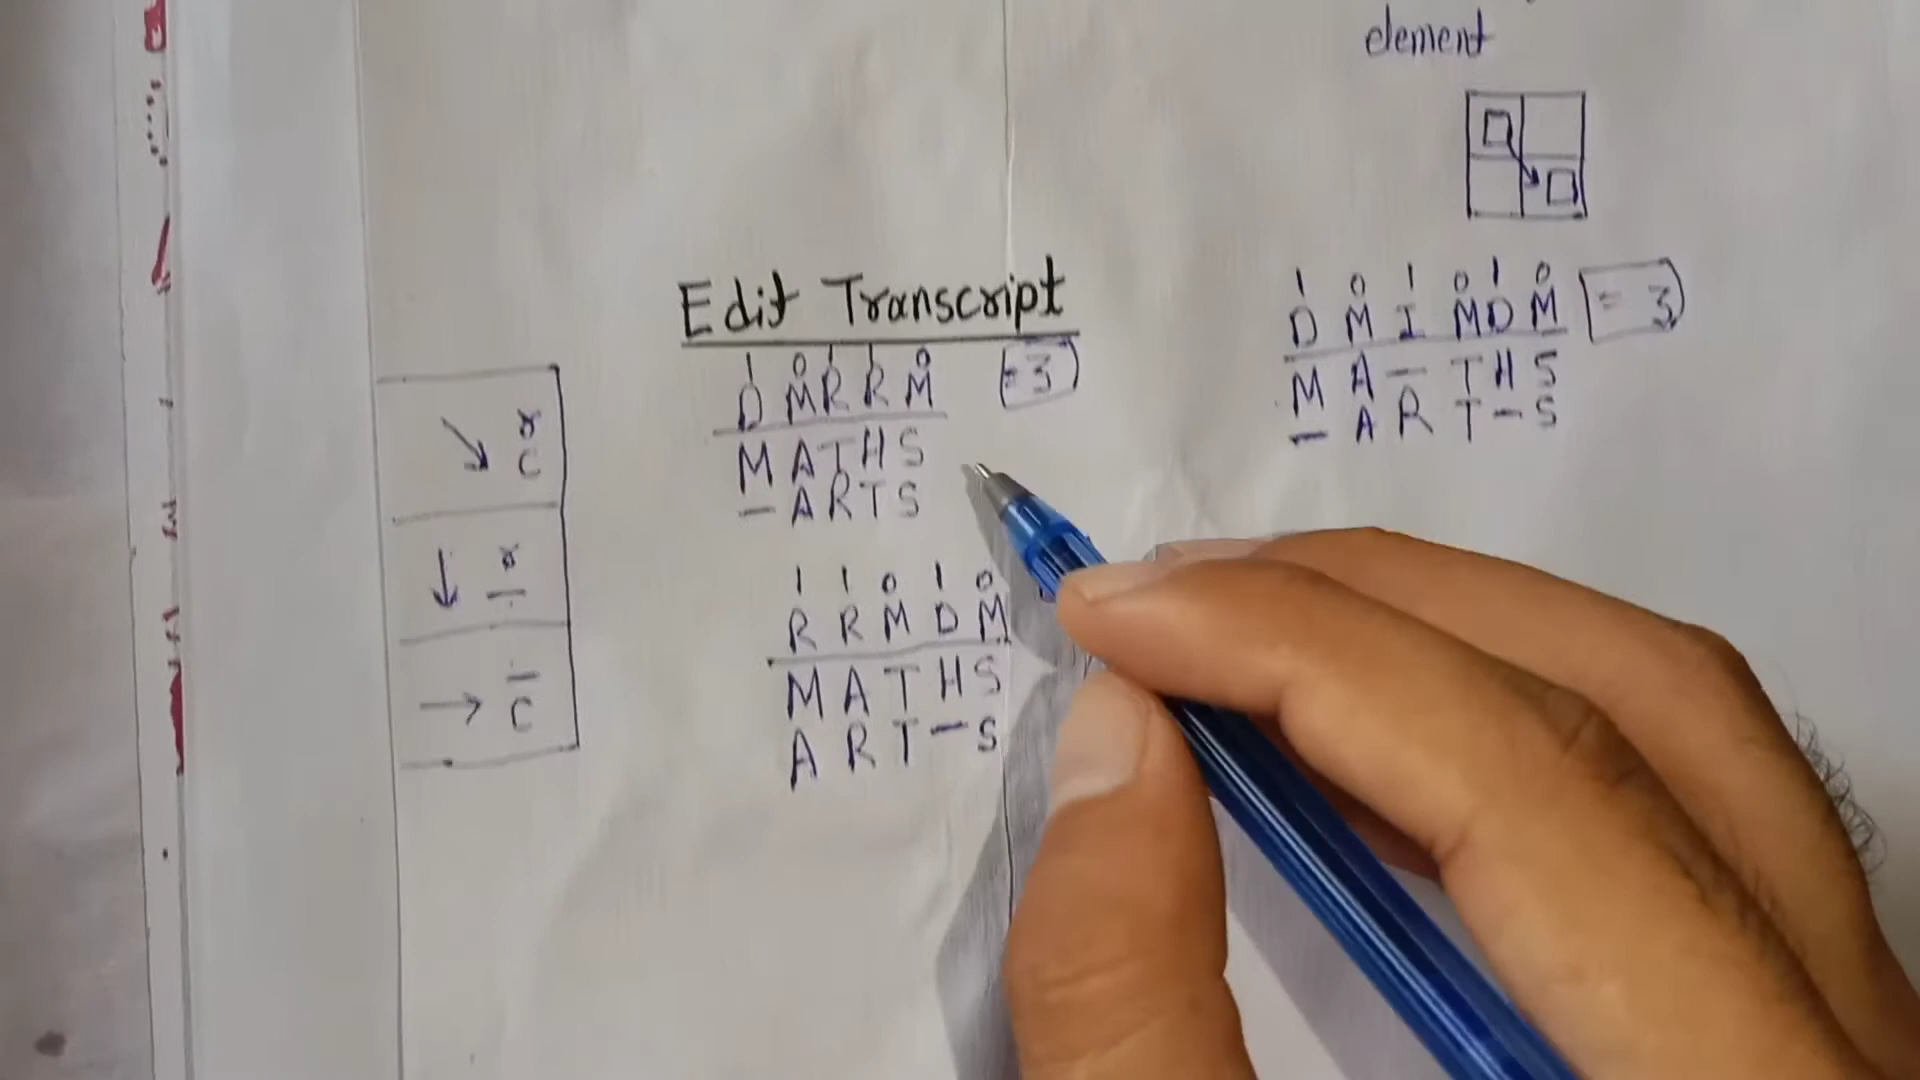 element
Edit Transcript
1 0 1 1 0
D M R R M = 3
M A T H S
- A R T S
1 1 0 1 0
R R M D M
M A T H S
A R T - S
1 0 1 0 1 0
D M I M D M = 3
M A - T H S
- A R T - S
↘ r
c
↓ r
-
→ -
c